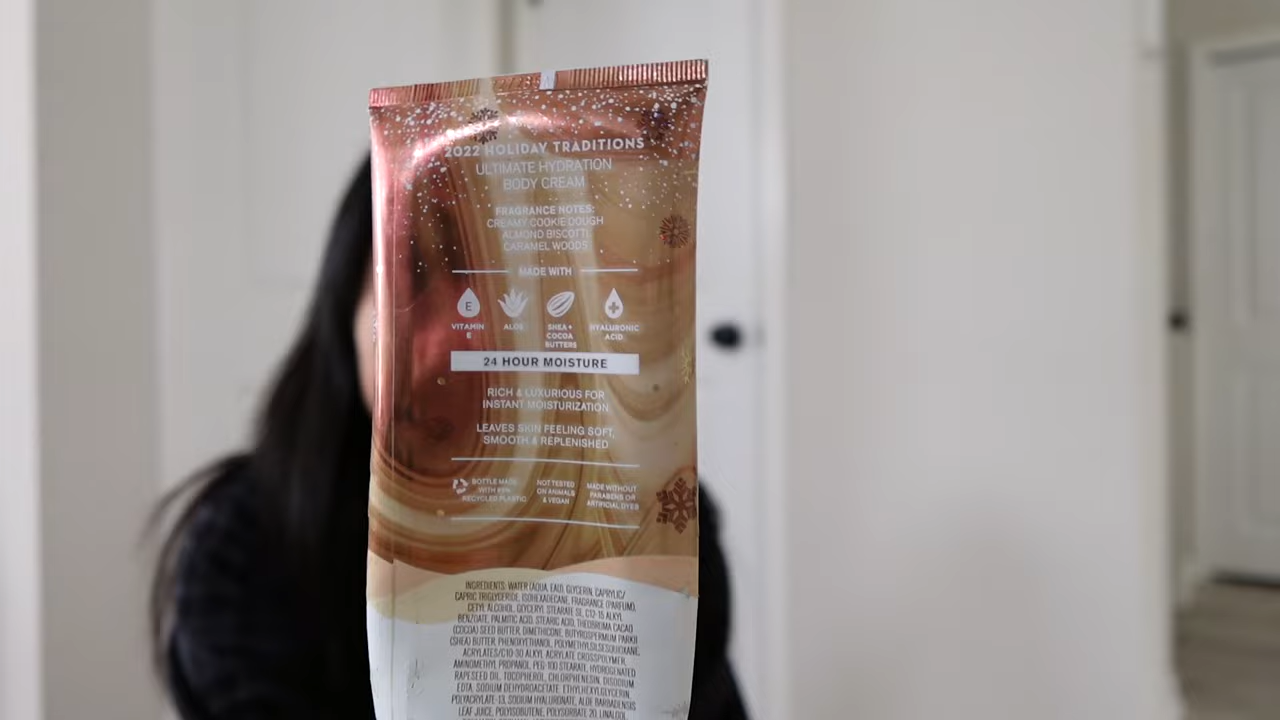 2022 HOLIDAY TRADITIONS
ULTIMATE HYDRATION
BODY CREAM
FRAGRANCE NOTES:
CREAMY COOKIE DOUGH
ALMOND BISCOTTI
CARAMEL WOODS
MADE WITH
E
VITAMIN
E
ALOE
SHEA +
COCOA
BUTTERS
HYALURONIC
ACID
24 HOUR MOISTURE
RICH & LUXURIOUS FOR
INSTANT MOISTURIZATION
LEAVES SKIN FEELING SOFT,
SMOOTH & REPLENISHED
BOTTLE MADE
WITH
RECYCLED PLASTIC
NOT TESTED
ON ANIMALS
& VEGAN
MADE WITHOUT
PARABENS OR
ARTIFICIAL DYES
INGREDIENTS: WATER (AQUA, EAU), GLYCERIN, CAPRYLIC/
CAPRIC TRIGLYCERIDE, ISOHEXADECANE, FRAGRANCE (PARFUM),
CETYL ALCOHOL, GLYCERYL STEARATE SE, C12-15 ALKYL
BENZOATE, PALMITIC ACID, STEARIC ACID, THEOBROMA CACAO
(COCOA) SEED BUTTER, DIMETHICONE, BUTYROSPERMUM PARKII
(SHEA) BUTTER, PHENOXYETHANOL, POLYMETHYLSILSESQUIOXANE,
ACRYLATES/C10-30 ALKYL ACRYLATE CROSSPOLYMER,
AMINOMETHYL PROPANOL, PEG-100 STEARATE, HYDROGENATED
RAPESEED OIL, TOCOPHEROL, CHLORPHENESIN, DISODIUM
EDTA, SODIUM DEHYDROACETATE, ETHYLHEXYLGLYCERIN,
POLYACRYLATE-13, SODIUM HYALURONATE, ALOE BARBADENSIS
LEAF JUICE, POLYISOBUTENE, POLYSORBATE 20, LINALOOL